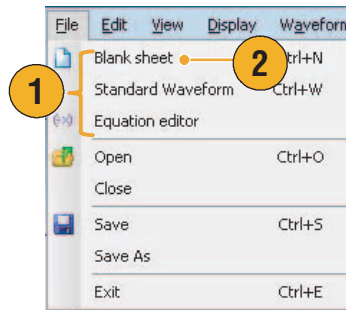 File Edit View Display Waveform
Blank sheet 2 trl+N
1 Standard Waveform Ctrl+W
Equation editor
Open Ctrl+O
Close
Save Ctrl+S
Save As
Exit Ctrl+E